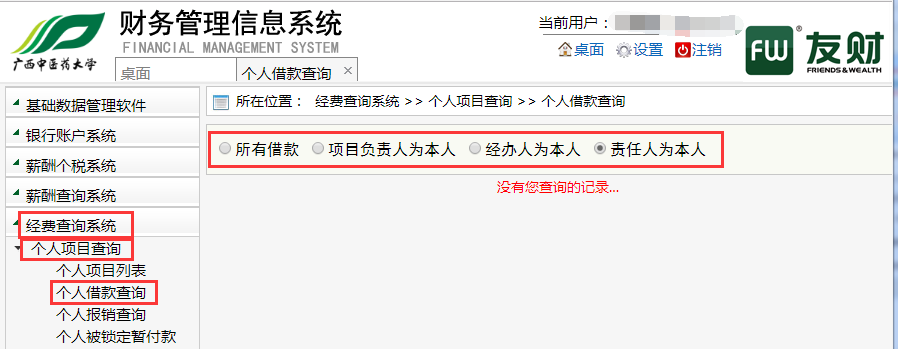 广西中医药大学
财务管理信息系统
FINANCIAL MANAGEMENT SYSTEM
当前用户：
桌面 设置 注销
FW 友财
FRIENDS&WEALTH
桌面 个人借款查询 ×
基础数据管理软件
银行账户系统
薪酬个税系统
薪酬查询系统
经费查询系统
个人项目查询
个人项目列表
个人借款查询
个人报销查询
个人被锁定暂付款
所在位置： 经费查询系统 >> 个人项目查询 >> 个人借款查询
所有借款 项目负责人为本人 经办人为本人 责任人为本人
没有您查询的记录...